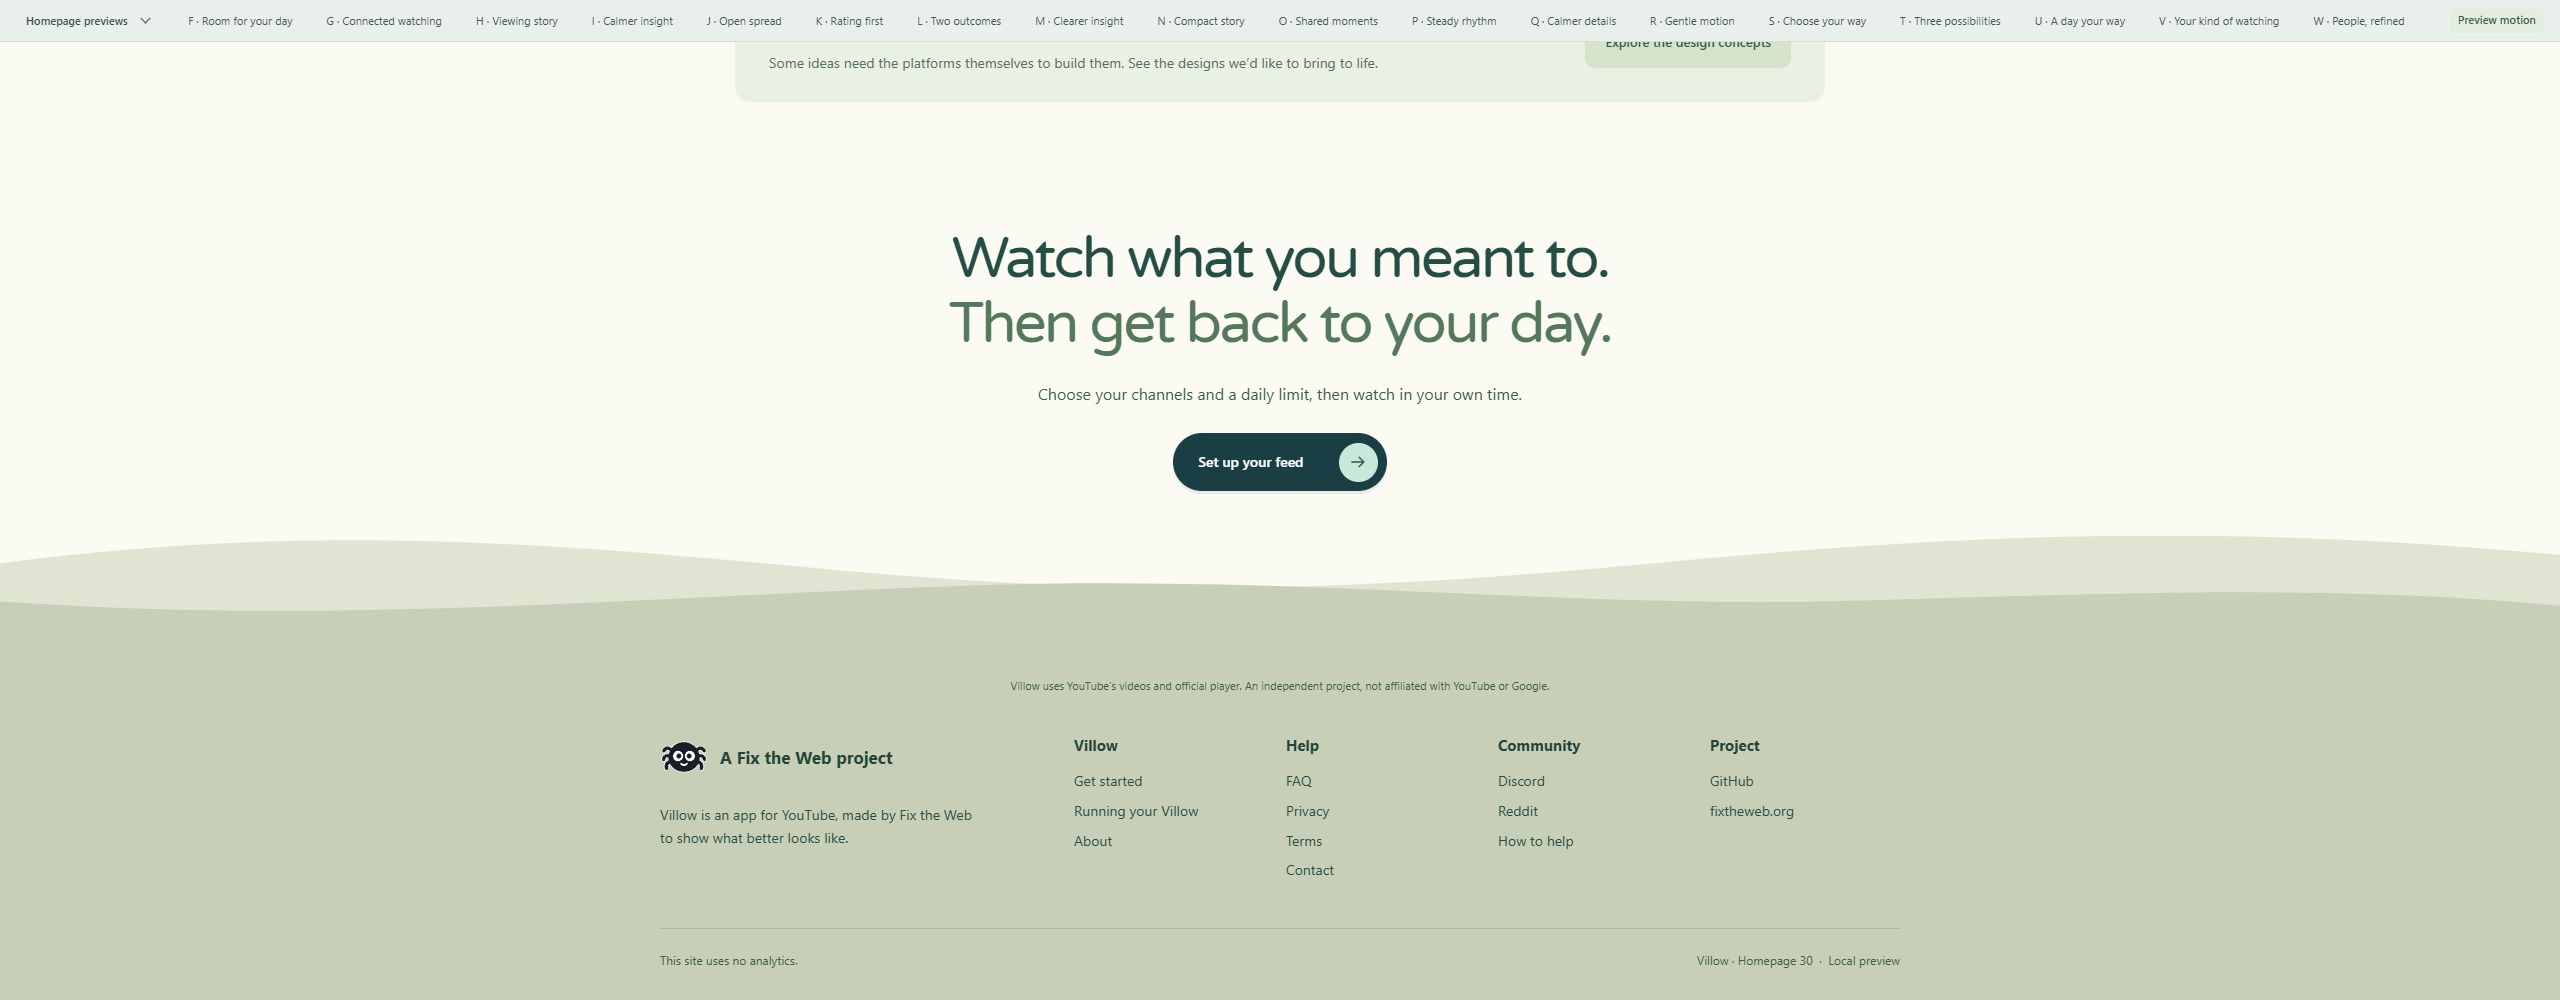 Homepage previews
F · Room for your day
G · Connected watching
H · Viewing story
I · Calmer insight
J · Open spread
K · Rating first
L · Two outcomes
M · Clearer insight
N · Compact story
O · Shared moments
P · Steady rhythm
Q · Calmer details
R · Gentle motion
S · Choose your way
T · Three possibilities
U · A day your way
V · Your kind of watching
W · People, refined
Preview motion
Explore the design concepts
Some ideas need the platforms themselves to build them. See the designs we'd like to bring to life.
Watch what you meant to.
Then get back to your day.
Choose your channels and a daily limit, then watch in your own time.
Set up your feed
Villow uses YouTube's videos and official player. An independent project, not affiliated with YouTube or Google.
A Fix the Web project
Villow is an app for YouTube, made by Fix the Web
to show what better looks like.
Villow
Get started
Running your Villow
About
Help
FAQ
Privacy
Terms
Contact
Community
Discord
Reddit
How to help
Project
GitHub
fixtheweb.org
This site uses no analytics.
Villow · Homepage 30 · Local preview